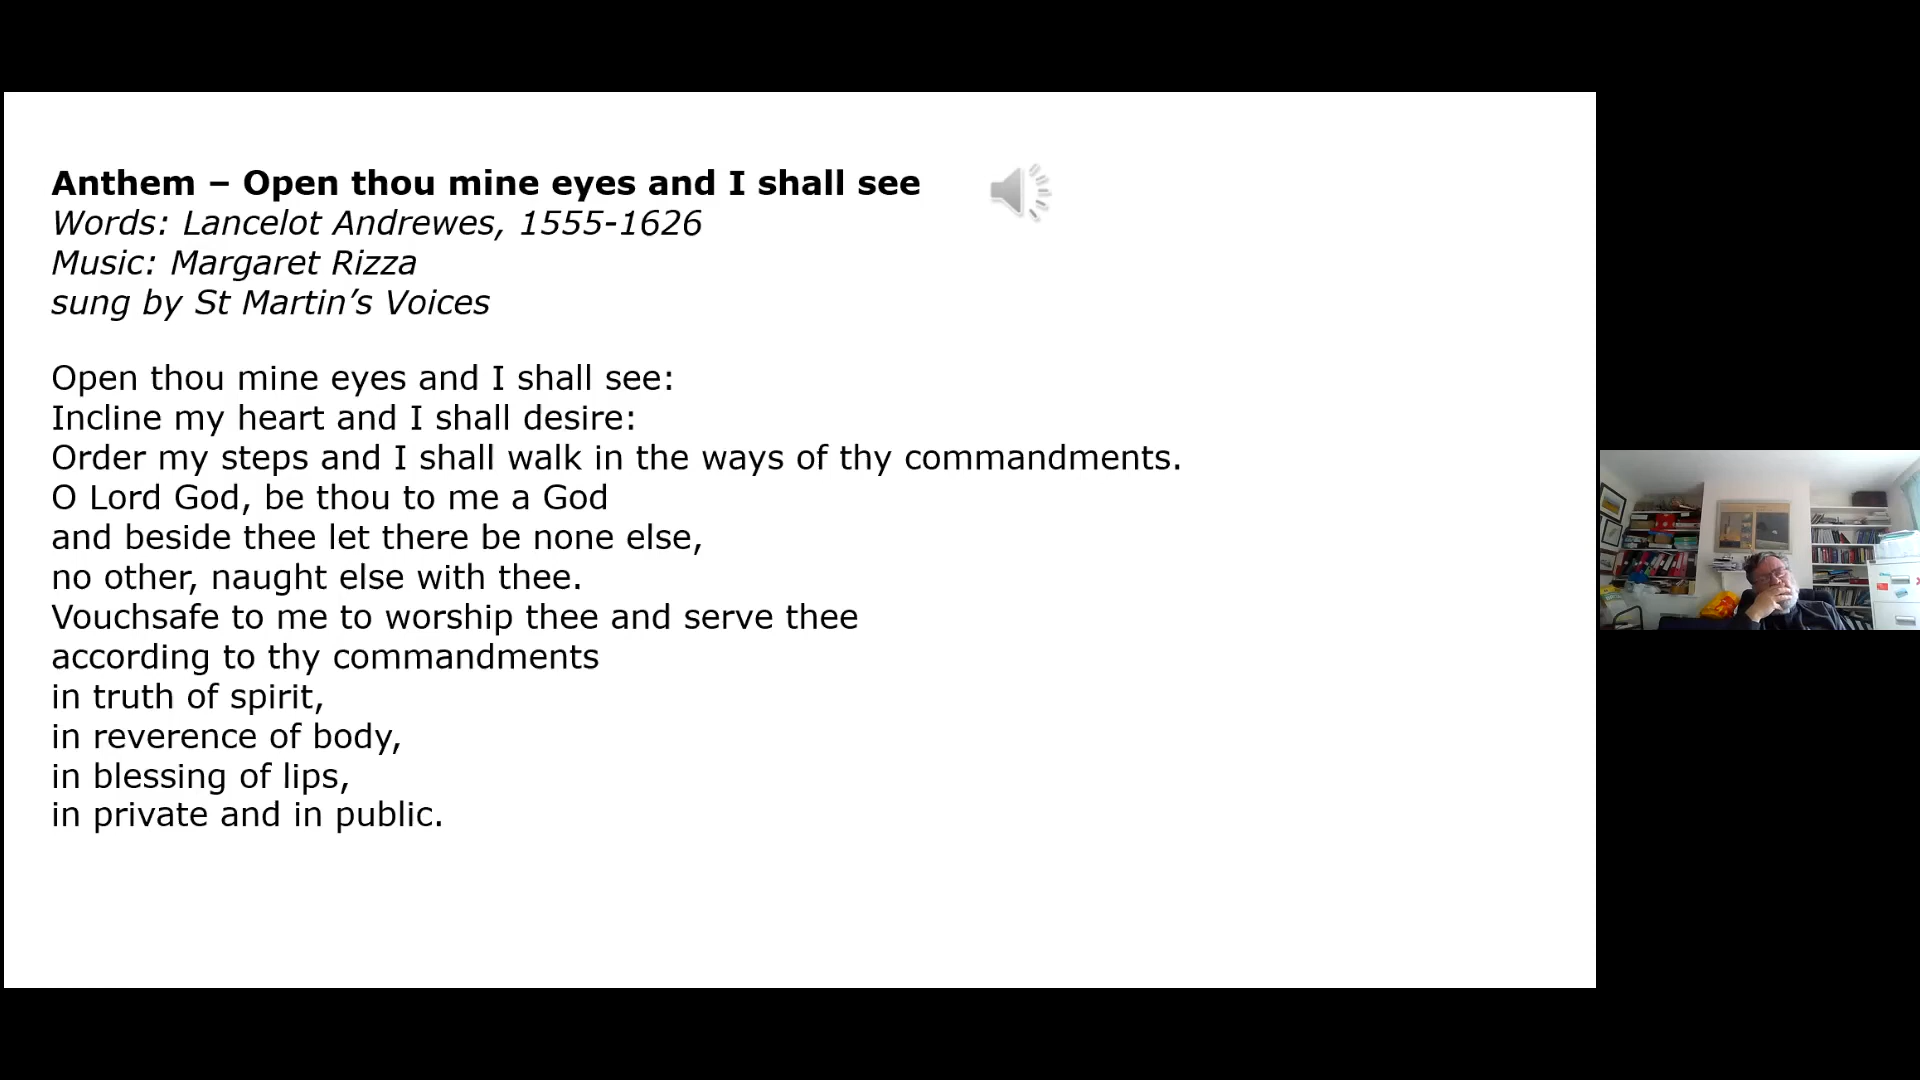 Anthem – Open thou mine eyes and I shall see
Words: Lancelot Andrewes, 1555-1626
Music: Margaret Rizza
sung by St Martin’s Voices
Open thou mine eyes and I shall see:
Incline my heart and I shall desire:
Order my steps and I shall walk in the ways of thy commandments.
O Lord God, be thou to me a God
and beside thee let there be none else,
no other, naught else with thee.
Vouchsafe to me to worship thee and serve thee
according to thy commandments
in truth of spirit,
in reverence of body,
in blessing of lips,
in private and in public.